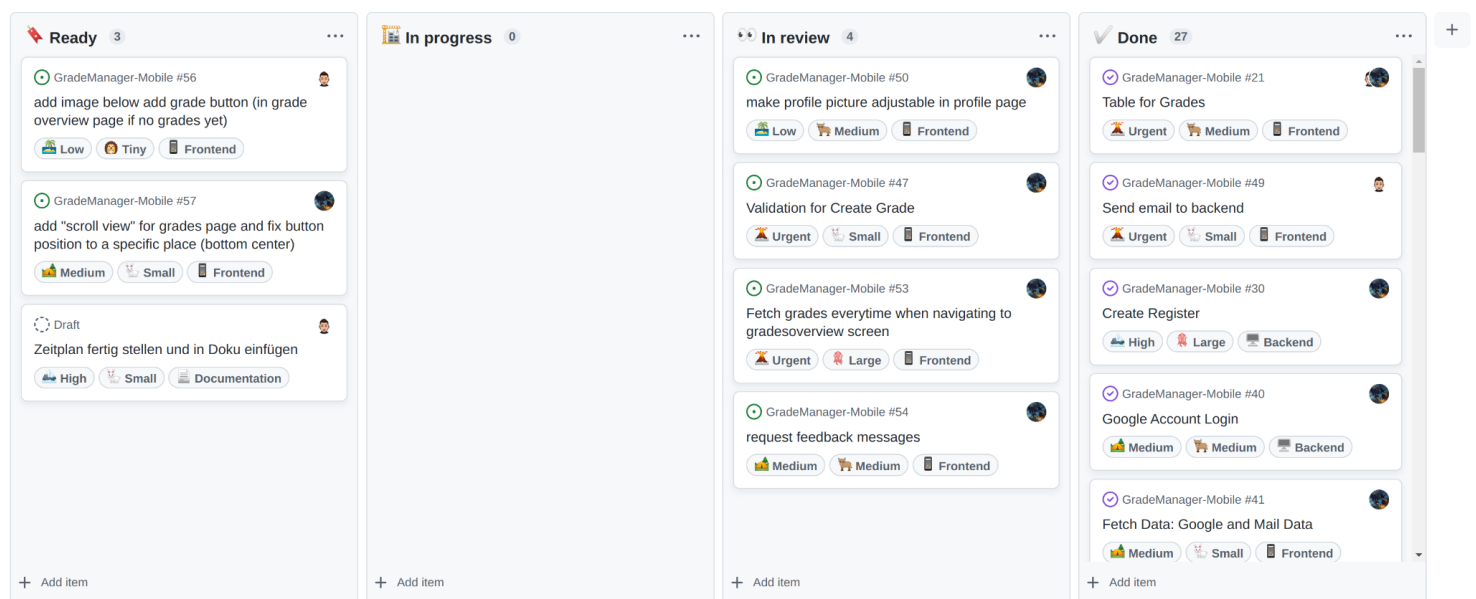 Ready 3
GradeManager-Mobile #56
add image below add grade button (in grade
overview page if no grades yet)
Low Tiny Frontend
GradeManager-Mobile #57
add "scroll view" for grades page and fix button
position to a specific place (bottom center)
Medium Small Frontend
Draft
Zeitplan fertig stellen und in Doku einfügen
High Small Documentation
Add item
In progress 0
Add item
In review 4
GradeManager-Mobile #50
make profile picture adjustable in profile page
Low Medium Frontend
GradeManager-Mobile #47
Validation for Create Grade
Urgent Small Frontend
GradeManager-Mobile #53
Fetch grades everytime when navigating to
gradesoverview screen
Urgent Large Frontend
GradeManager-Mobile #54
request feedback messages
Medium Medium Frontend
Add item
Done 27
GradeManager-Mobile #21
Table for Grades
Urgent Medium Frontend
GradeManager-Mobile #49
Send email to backend
Urgent Small Frontend
GradeManager-Mobile #30
Create Register
High Large Backend
GradeManager-Mobile #40
Google Account Login
Medium Medium Backend
GradeManager-Mobile #41
Fetch Data: Google and Mail Data
Medium Small Frontend
Add item